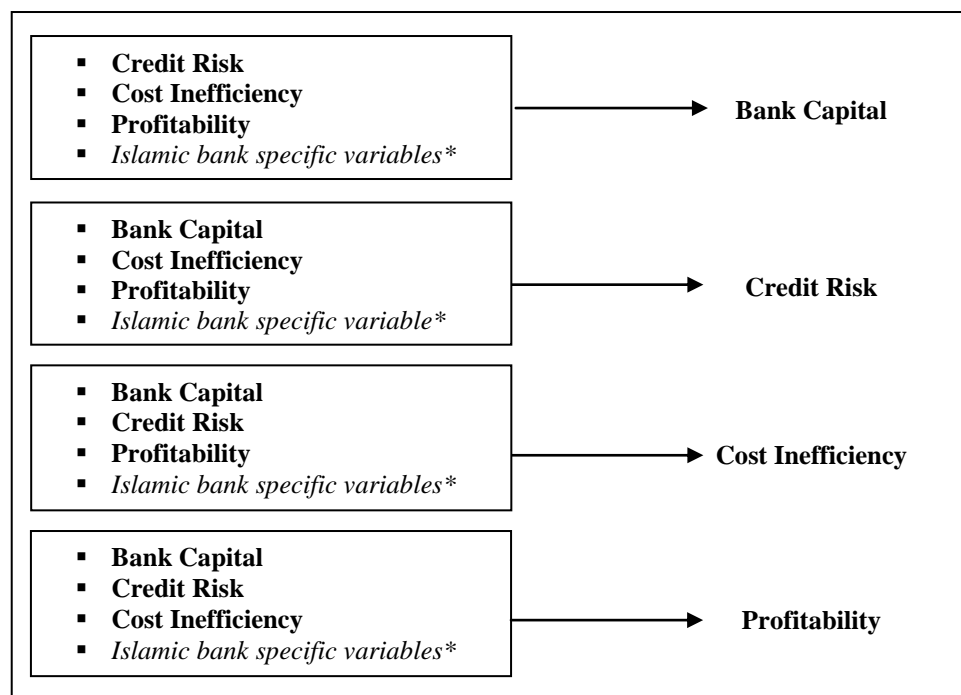 ▪ Credit Risk
▪ Cost Inefficiency
▪ Profitability
▪ Islamic bank specific variables*
Bank Capital
▪ Bank Capital
▪ Cost Inefficiency
▪ Profitability
▪ Islamic bank specific variable*
Credit Risk
▪ Bank Capital
▪ Credit Risk
▪ Profitability
▪ Islamic bank specific variables*
Cost Inefficiency
▪ Bank Capital
▪ Credit Risk
▪ Cost Inefficiency
▪ Islamic bank specific variables*
Profitability